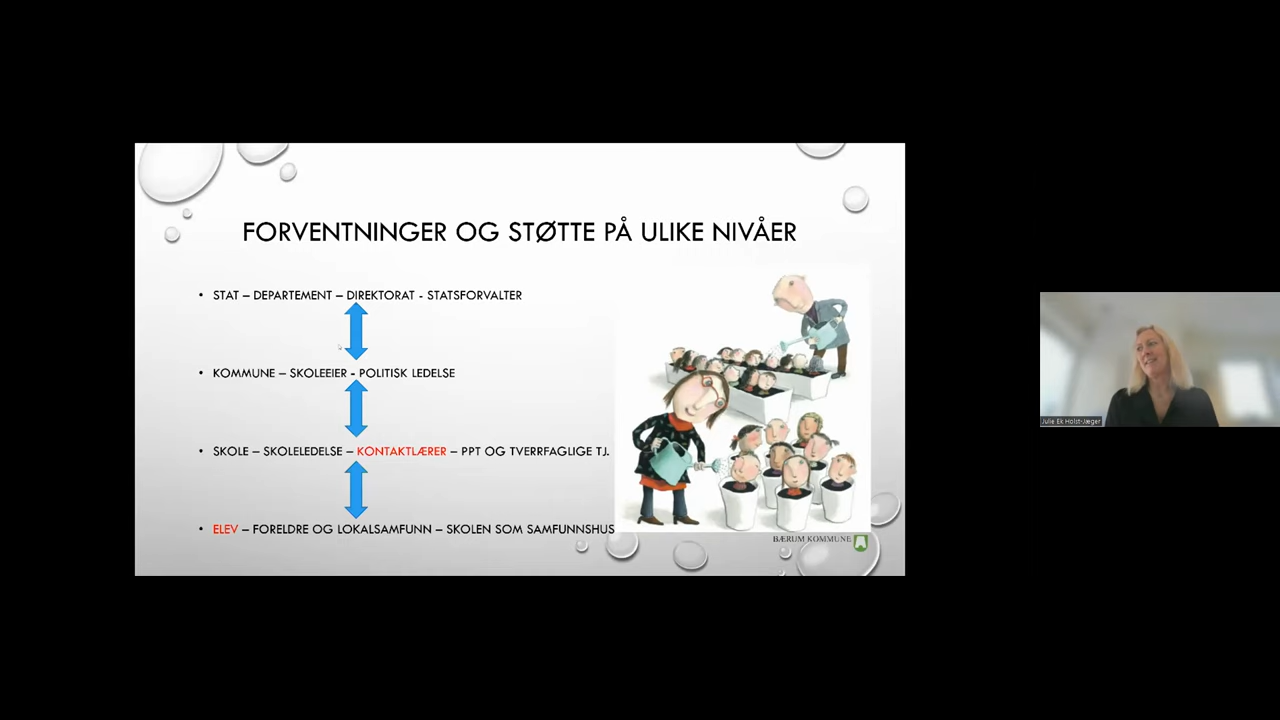 FORVENTNINGER OG STØTTE PÅ ULIKE NIVÅER
• STAT – DEPARTEMENT – DIREKTORAT - STATSFORVALTER
• KOMMUNE – SKOLEEIER - POLITISK LEDELSE
• SKOLE – SKOLELEDELSE – KONTAKTLÆRER – PPT OG TVERRFAGLIGE TJ.
• ELEV – FORELDRE OG LOKALSAMFUNN – SKOLEN SOM SAMFUNNSHUS
BÆRUM KOMMUNE
Julie Ek Holst-Jæger